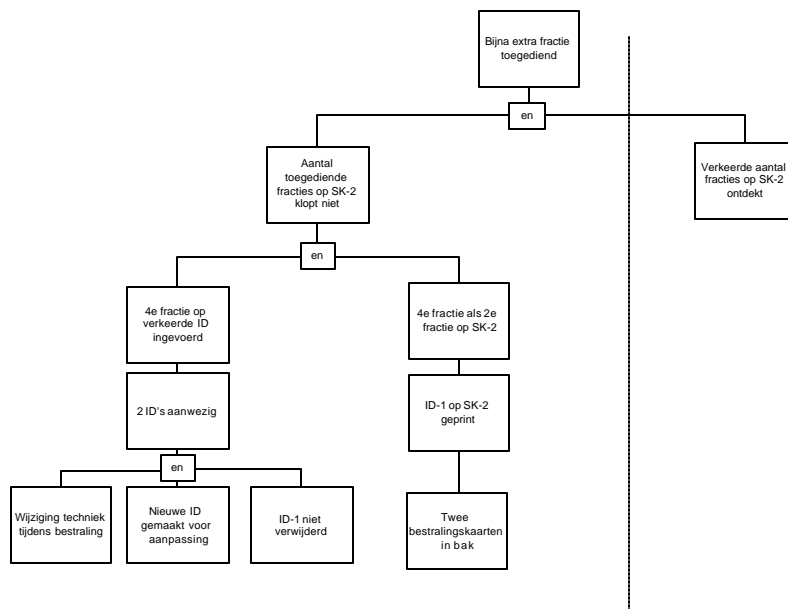 Bijna extra fractie
toegediend
en
Aantal
toegediende
fracties op SK-2
klopt niet
Verkeerde aantal
fracties op SK-2
ontdekt
en
4e fractie op
verkeerde ID
ingevoerd
4e fractie als 2e
fractie op SK-2
2 ID's aanwezig
ID-1 op SK-2
geprint
en
Wijziging techniek
tijdens bestraling
Nieuwe ID
gemaakt voor
aanpassing
ID-1 niet
verwijderd
Twee
bestralingskaarten
in bak